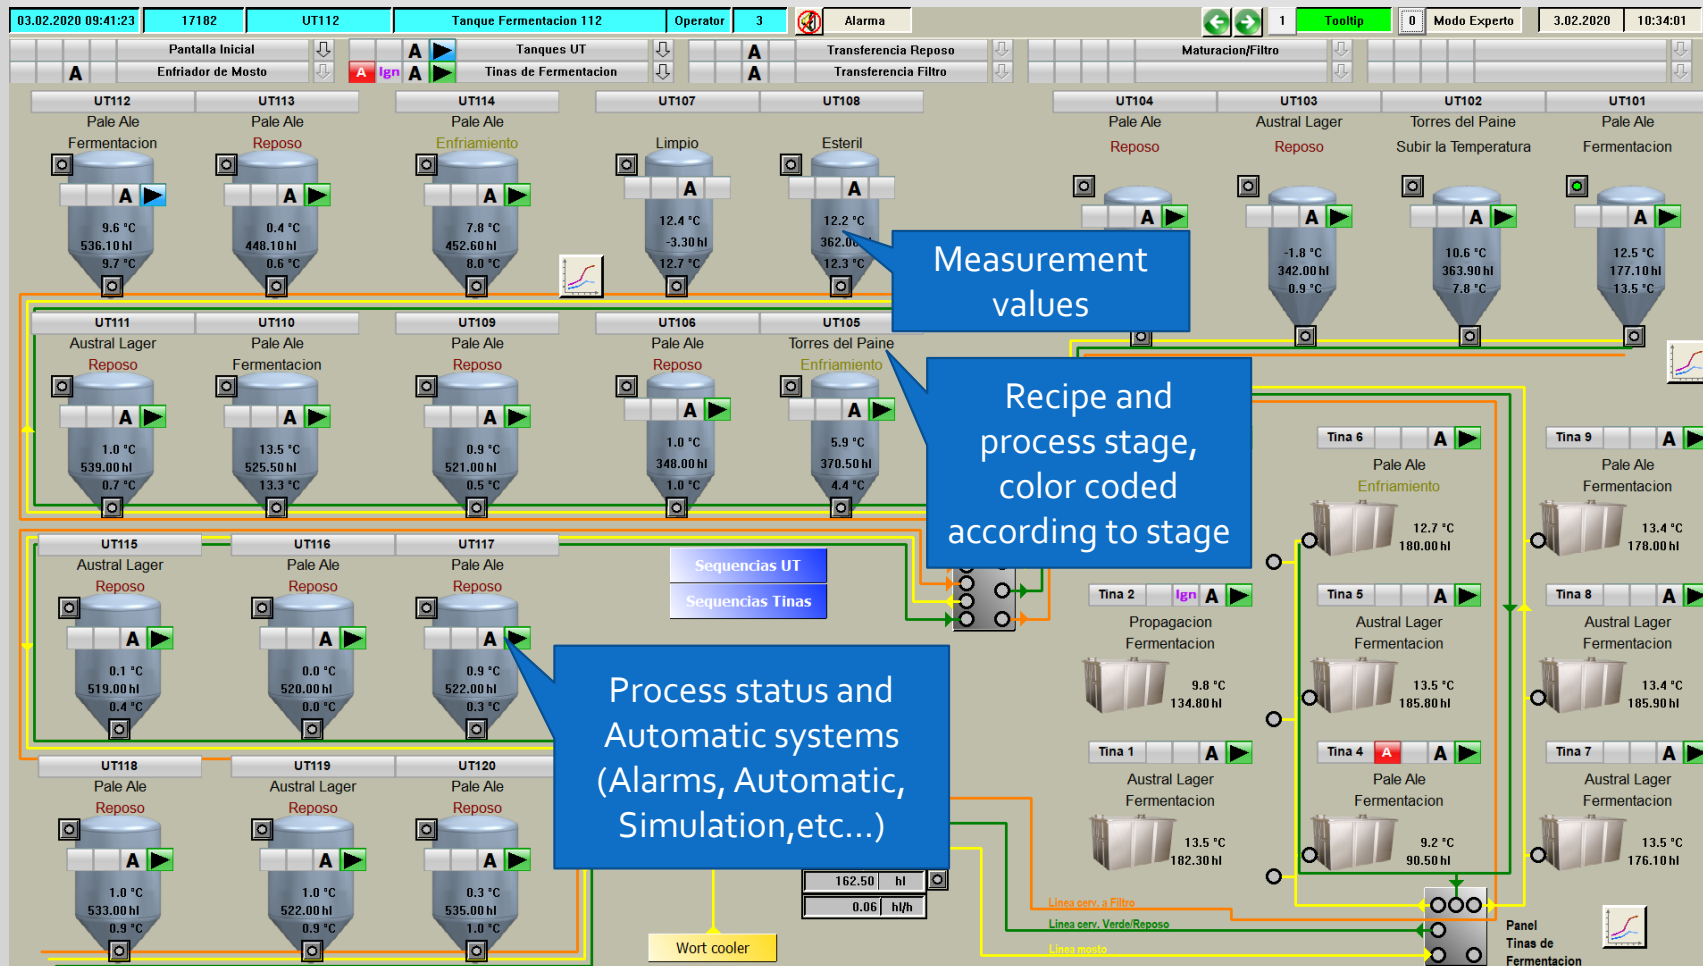 03.02.2020 09:41:23 17182 UT112 Tanque Fermentacion 112 Operator 3 Alarma 1 Tooltip 0 Modo Experto 3.02.2020 10:34:01
Pantalla Inicial A Tanques UT A Transferencia Reposo Maturacion/Filtro
A Enfriador de Mosto A Ign A Tinas de Fermentacion A Transferencia Filtro
UT112 UT113 UT114 UT107 UT108 UT104 UT103 UT102 UT101
Pale Ale Pale Ale Pale Ale Pale Ale Austral Lager Torres del Paine Pale Ale
Fermentacion Reposo Enfriamiento Limpio Esteril Reposo Reposo Subir la Temperatura Fermentacion
A A A A A A A A A
9.6 °C 0.4 °C 7.8 °C 12.4 °C 12.2 °C -1.8 °C 10.6 °C 12.5 °C
536.10 hl 448.10 hl 452.60 hl -3.30 hl 342.00 hl 363.90 hl 177.10 hl
9.7 °C 0.6 °C 8.0 °C 12.7 °C 12.3 °C 0.9 °C 7.8 °C 13.5 °C
Measurement
values
UT111 UT110 UT109 UT106 UT105
Austral Lager Pale Ale Pale Ale Pale Ale Torres del Paine
Reposo Fermentacion Reposo Reposo Enfriamiento
A A A A A
1.0 °C 13.5 °C 0.9 °C 1.0 °C 5.9 °C
539.00 hl 525.50 hl 521.00 hl 348.00 hl 370.50 hl
0.7 °C 13.3 °C 0.5 °C 1.0 °C 4.4 °C
Recipe and
process stage,
color coded
according to stage
Tina 6 A Tina 9 A
Pale Ale Pale Ale
Enfriamiento Fermentacion
12.7 °C 13.4 °C
180.00 hl 178.00 hl
UT115 UT116 UT117
Austral Lager Pale Ale Pale Ale
Reposo Reposo Reposo
A A A
0.1 °C 0.0 °C 0.9 °C
519.00 hl 520.00 hl 522.00 hl
0.4 °C 0.0 °C 0.3 °C
Sequencias UT
Sequencias Tinas
Tina 2 Ign A Tina 5 A Tina 8 A
Propagacion Austral Lager Austral Lager
Fermentacion Fermentacion Fermentacion
9.8 °C 13.5 °C 13.4 °C
134.80 hl 185.80 hl 185.90 hl
Process status and
Automatic systems
(Alarms, Automatic,
Simulation,etc...)
Tina 1 A Tina 4 A A Tina 7 A
Austral Lager Pale Ale Austral Lager
Fermentacion Fermentacion Fermentacion
13.5 °C 9.2 °C 13.5 °C
182.30 hl 90.50 hl 176.10 hl
UT118 UT119 UT120
Pale Ale Austral Lager Pale Ale
Reposo Reposo Reposo
A A A
1.0 °C 1.0 °C 0.3 °C
533.00 hl 522.00 hl 535.00 hl
0.9 °C 0.9 °C 1.0 °C
162.50 hl
0.06 hl/h
Wort cooler
Linea cerv. a Filtro
Linea cerv. Verde/Reposo
Linea mosto
Panel
Tinas de
Fermentacion